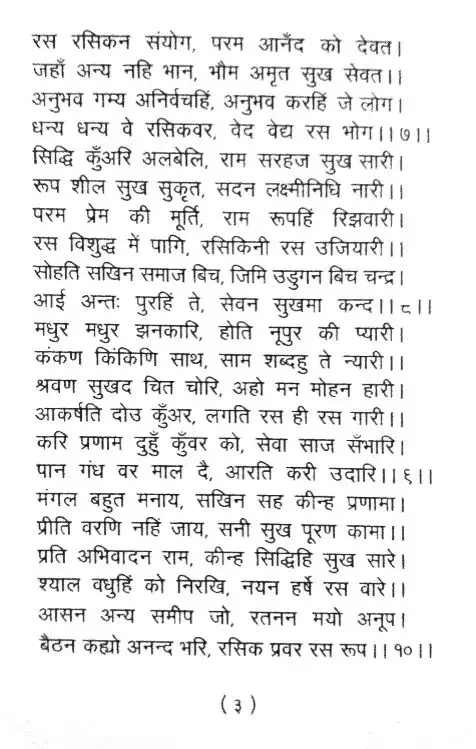 रस रसिकन संयोग, परम आनँद को देवत।
जहाँ अन्य नहि भान, भौम अमृत सुख सेवत।।
अनुभव गम्य अनिर्वचहिं, अनुभव करहिं जे लोग।
धन्य धन्य वे रसिकवर, वेद वेद्य रस भोग।।७।।
सिद्धि कुँअरि अलबेलि, राम सरहज सुख सारी।
रूप शील सुख सुकृत, सदन लक्ष्मीनिधि नारी।।
परम प्रेम की मूर्ति, राम रूपहिं रिझवारी।
रस विशुद्ध में पागि, रसिकिनी रस उजियारी।।
सोहति सखिन समाज बिच, जिमि उडुगन बिच चन्द्र।
आई अन्तः पुरहिं ते, सेवन सुखमा कन्द।।८।।
मधुर मधुर झनकारि, होति नूपुर की प्यारी।
कंकण किंकिणि साथ, साम शब्दहु ते न्यारी।।
श्रवण सुखद चित चोरि, अहो मन मोहन हारी।
आकर्षति दोउ कुँअर, लगति रस ही रस गारी।।
करि प्रणाम दुहुँ कुँवर को, सेवा साज सँभारि।
पान गंध वर माल दै, आरति करी उदारि।।९।।
मंगल बहुत मनाय, सखिन सह कीन्ह प्रणामा।
प्रीति वरणि नहिं जाय, सनी सुख पूरण कामा।।
प्रति अभिवादन राम, कीन्ह सिद्धिहि सुख सारे।
श्याल वधुहिं को निरखि, नयन हर्षे रस वारे।।
आसन अन्य समीप जो, रतनन मयो अनूप।
बैठन कह्यो अनन्द भरि, रसिक प्रवर रस रूप।।१०।।
(३)